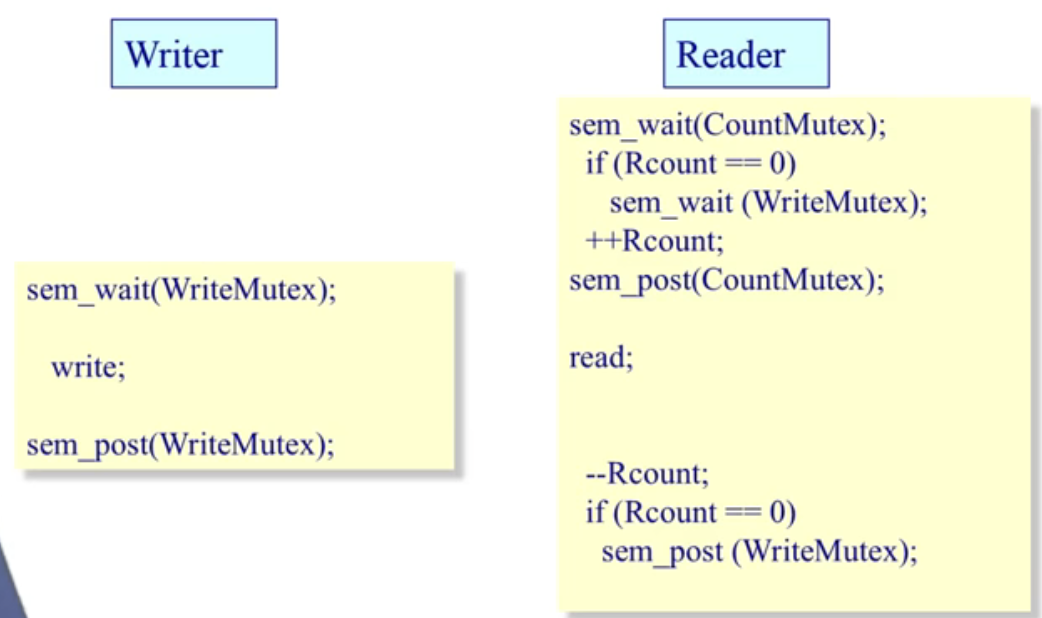 Writer
sem_wait(WriteMutex);
write;
sem_post(WriteMutex);
Reader
sem_wait(CountMutex);
if (Rcount == 0)
sem_wait (WriteMutex);
++Rcount;
sem_post(CountMutex);
read;
--Rcount;
if (Rcount == 0)
sem_post (WriteMutex);